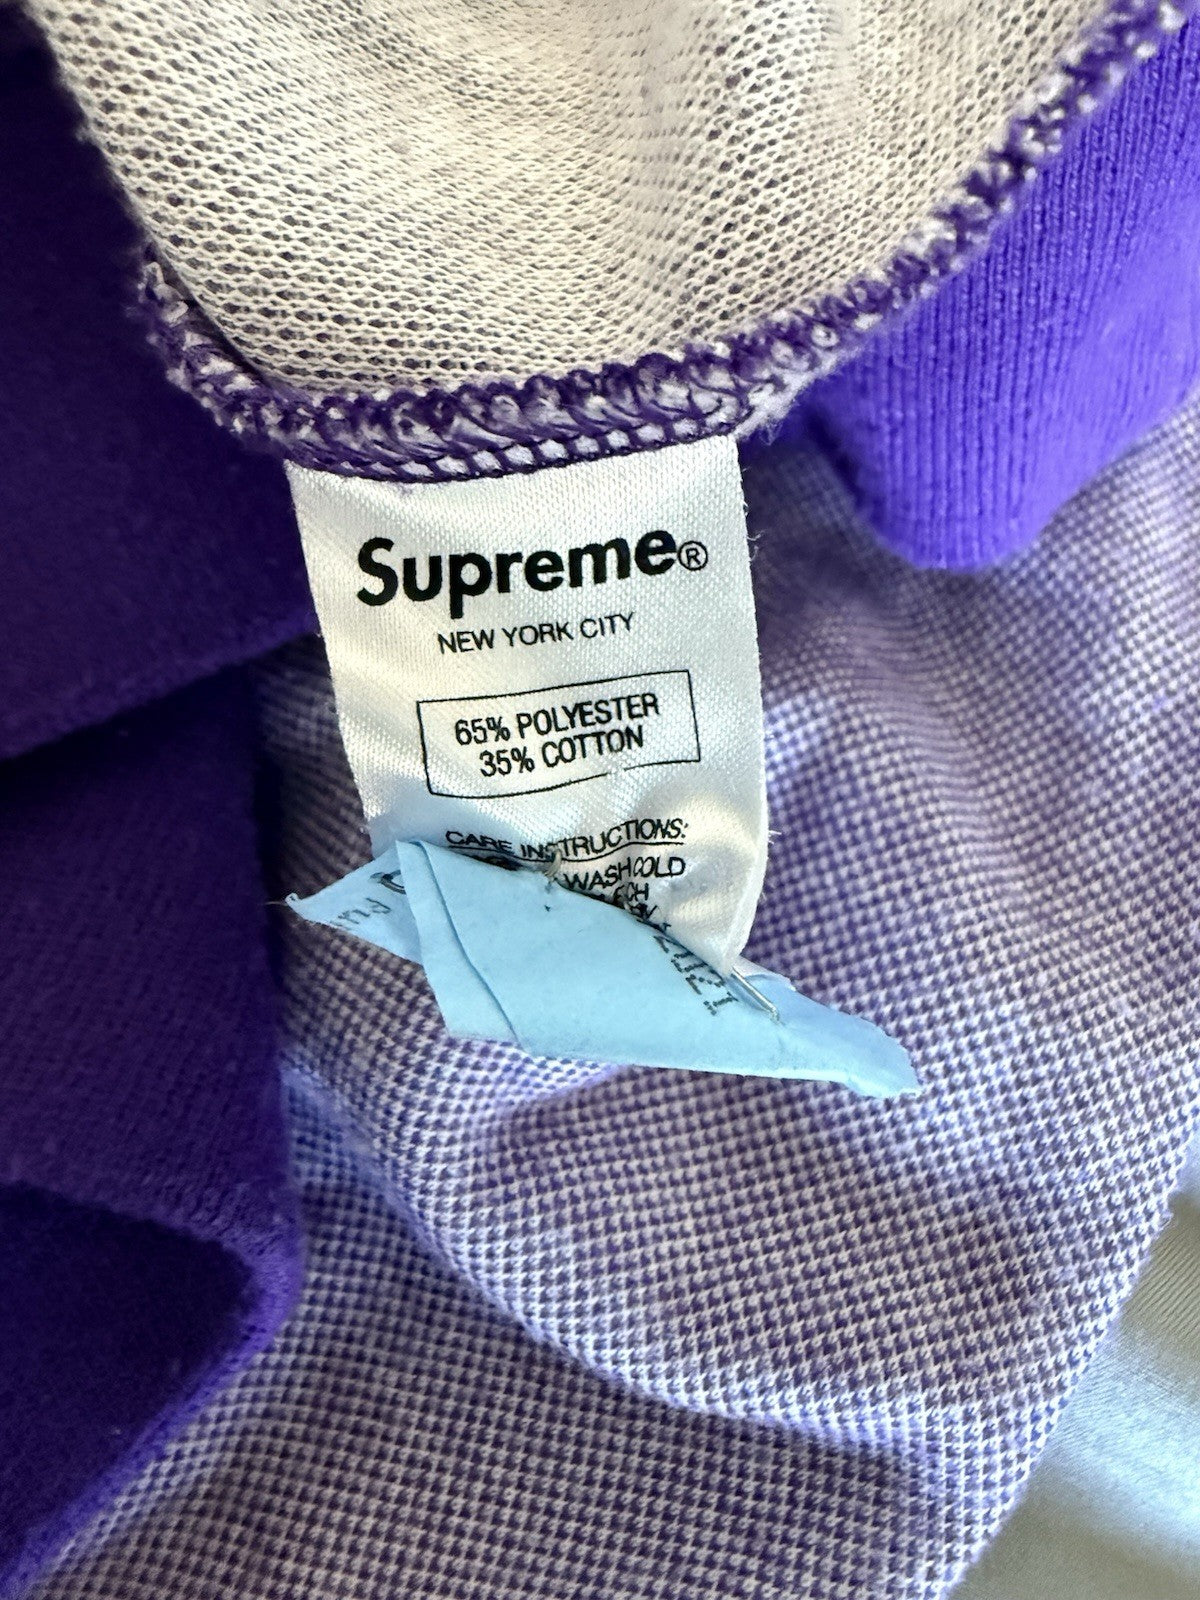 Supreme®
NEW YORK CITY
65% POLYESTER
35% COTTON
CARE INSTRUCTIONS:
WASH COLD